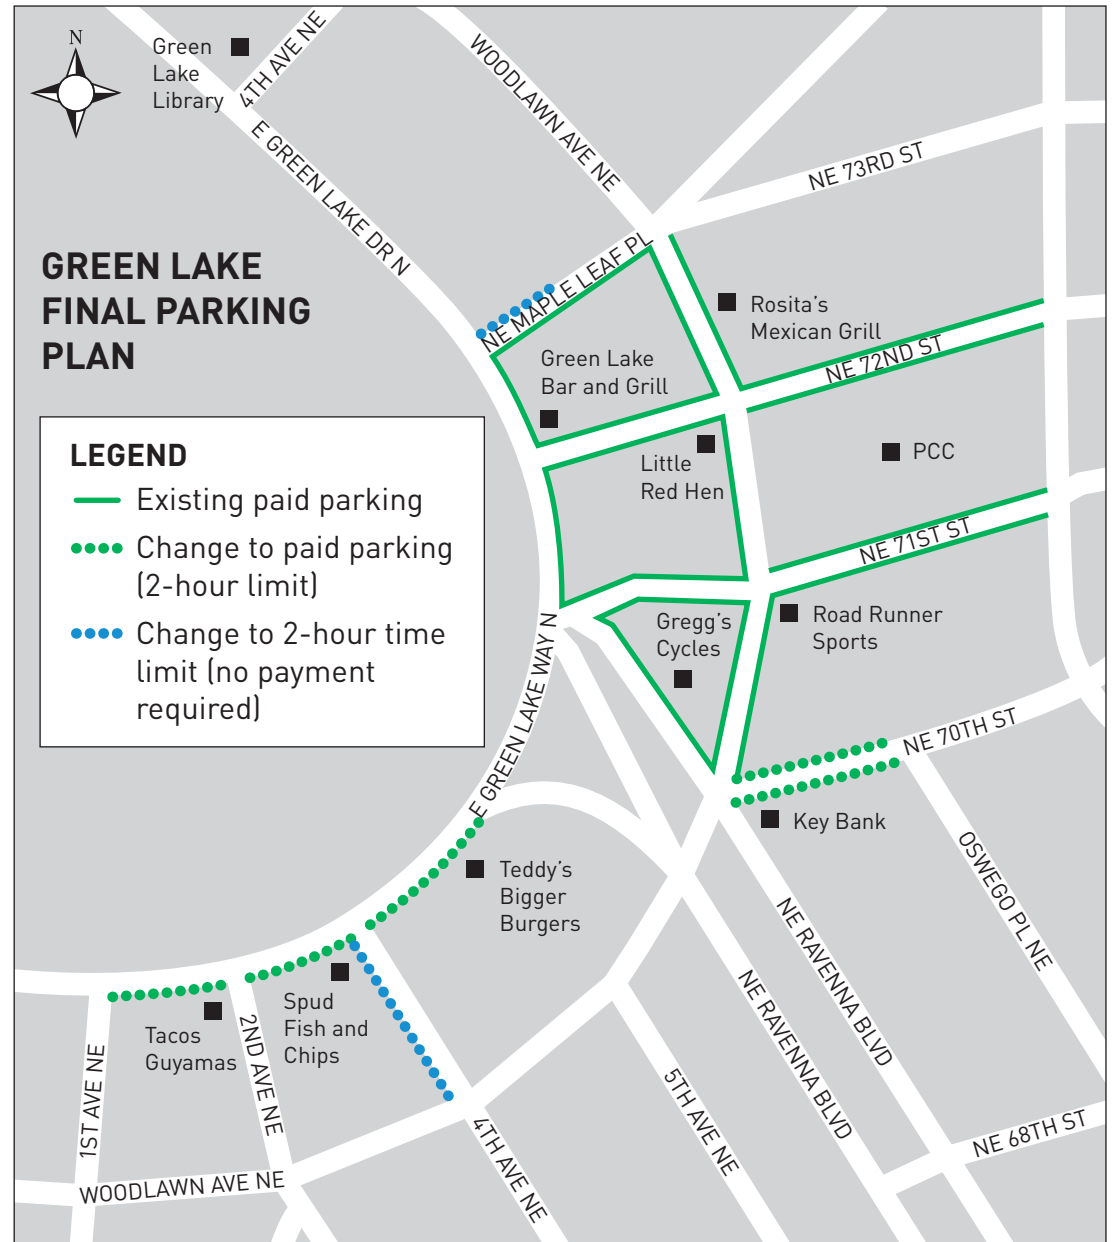 N
Green
Lake
Library
4TH AVE NE
WOODLAWN AVE NE
E GREEN LAKE DR N
NE 73RD ST
GREEN LAKE
FINAL PARKING
PLAN
NE MAPLE LEAF PL
Rosita's
Mexican Grill
Green Lake
Bar and Grill
NE 72ND ST
LEGEND
Existing paid parking
Change to paid parking
(2-hour limit)
Change to 2-hour time
limit (no payment
required)
Little
Red Hen
PCC
NE 71ST ST
Gregg's
Cycles
Road Runner
Sports
E GREEN LAKE WAY N
NE 70TH ST
Key Bank
Teddy's
Bigger
Burgers
OSWEGO PL NE
NE RAVENNA BLVD
NE RAVENNA BLVD
Spud
Fish and
Chips
Tacos
Guyamas
1ST AVE NE
2ND AVE NE
4TH AVE NE
5TH AVE NE
NE 68TH ST
WOODLAWN AVE NE